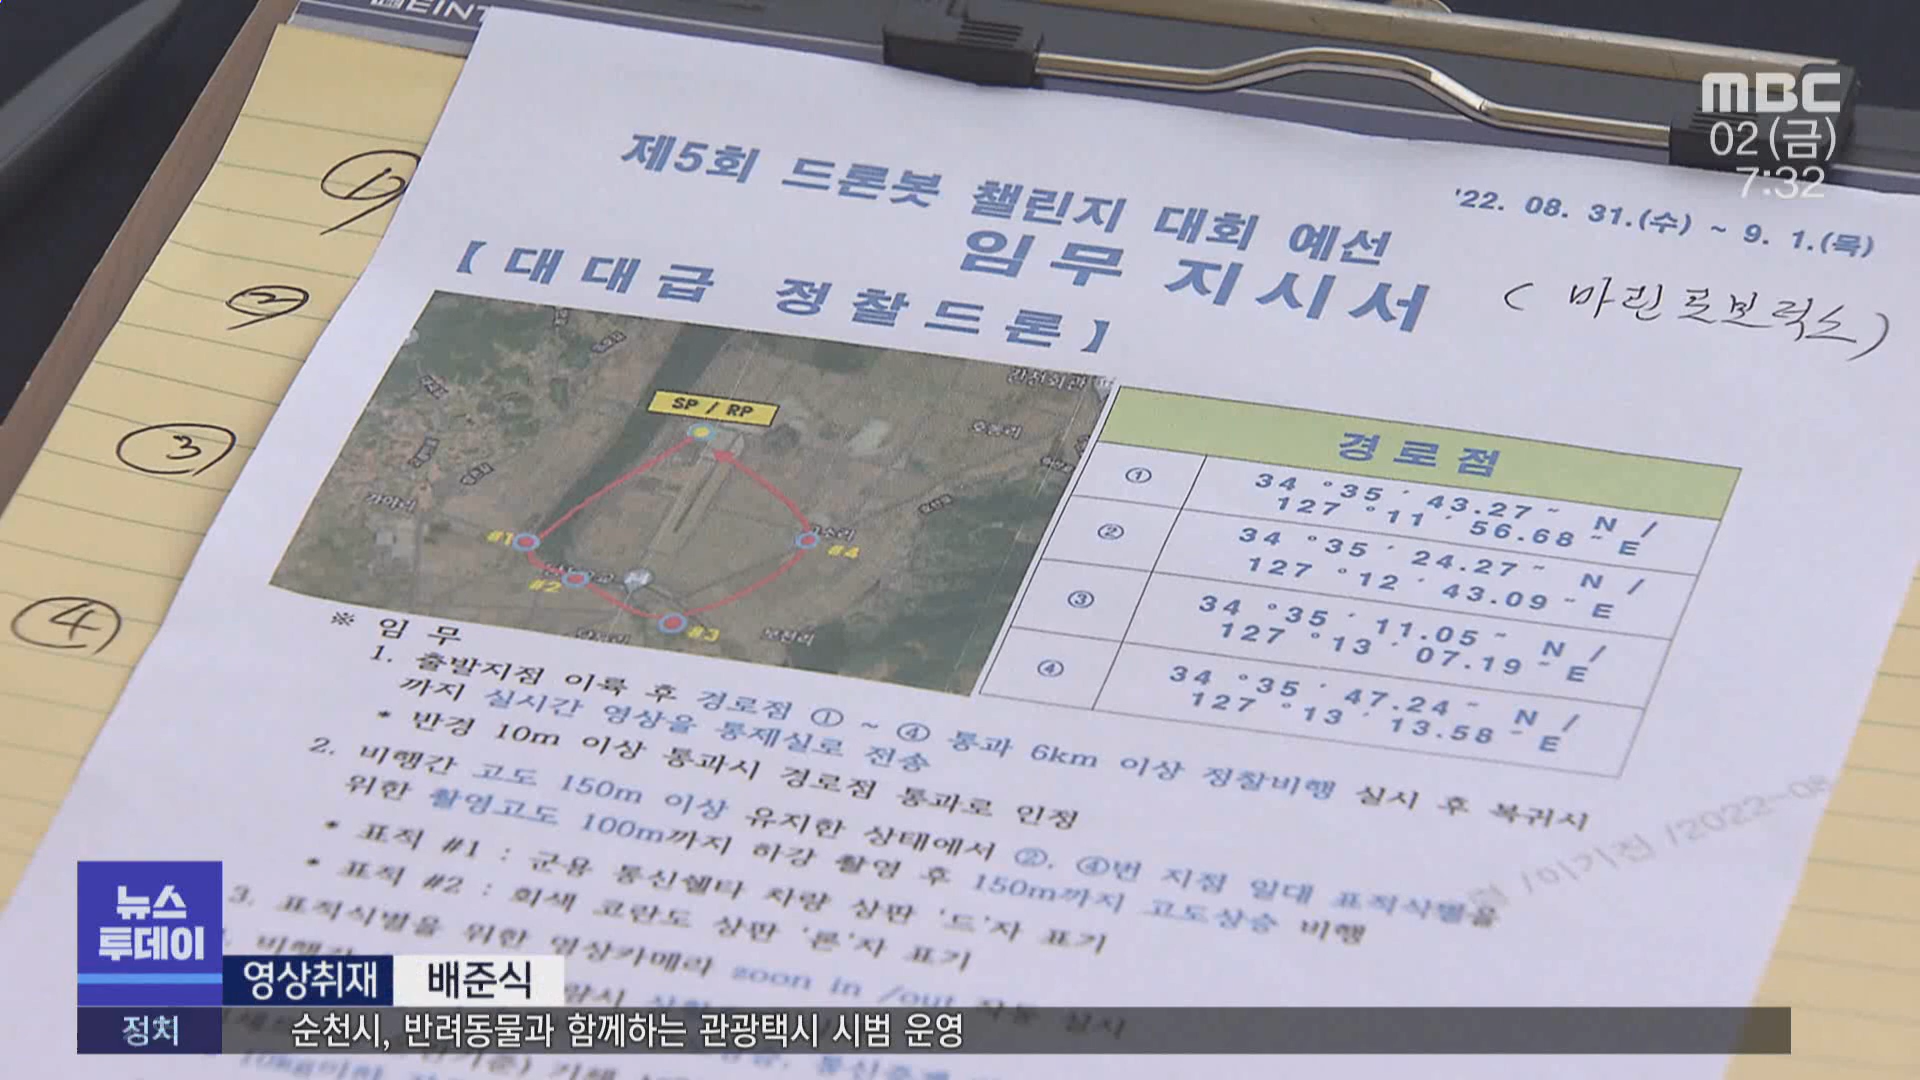 MBC
02(금)
7:32
제5회 드론봇 챌린지 대회 예선
'22. 08. 31.(수) ~ 9. 1.(목)
임무 지시서
(마린로보틱스)
【대대급 정찰드론】
①
②
③
④
SP / RP
#1
#2
#3
#4
경로점
① 34 °35 ′ 43.27 ″ N /
127 °11 ′ 56.68 ″ E
② 34 °35 ′ 24.27 ″ N /
127 °12 ′ 43.09 ″ E
③ 34 °35 ′ 11.05 ″ N /
127 °13 ′ 07.19 ″ E
④ 34 °35 ′ 47.24 ″ N /
127 °13 ′ 13.58 ″ E
※ 임 무
1. 출발지점 이륙 후 경로점 ① ~ ④ 통과 6km 이상 정찰비행 실시 후 복귀시
까지 실시간 영상을 통제실로 전송
* 반경 10m 이상 통과시 경로점 통과로 인정
2. 비행간 고도 150m 이상 유지한 상태에서 ②, ④번 지점 일대 표적식별을
위한 촬영고도 100m까지 하강 촬영 후 150m까지 고도상승 비행
* 표적 #1 : 군용 통신쉘타 차량 상판 '드'자 표기
* 표적 #2 : 회색 코란도 상판 '론'자 표기
3. 표적식별을 위한 영상카메라 zoon in /out 작동 실시
/이기진 /2022-08
뉴스
투데이
영상취재 배준식
정치
순천시, 반려동물과 함께하는 관광택시 시범 운영